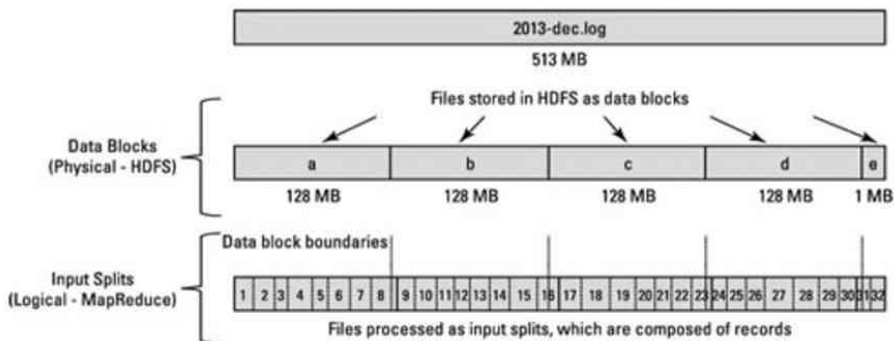 2013-dec.log
513 MB
Files stored in HDFS as data blocks
Data Blocks
(Physical - HDFS)
a b c d e
128 MB 128 MB 128 MB 128 MB 1 MB
Data block boundaries
Input Splits
(Logical - MapReduce)
1 2 3 4 5 6 7 8 9 10 11 12 13 14 15 16 17 18 19 20 21 22 23 24 25 26 27 28 29 30 31 32
Files processed as input splits, which are composed of records